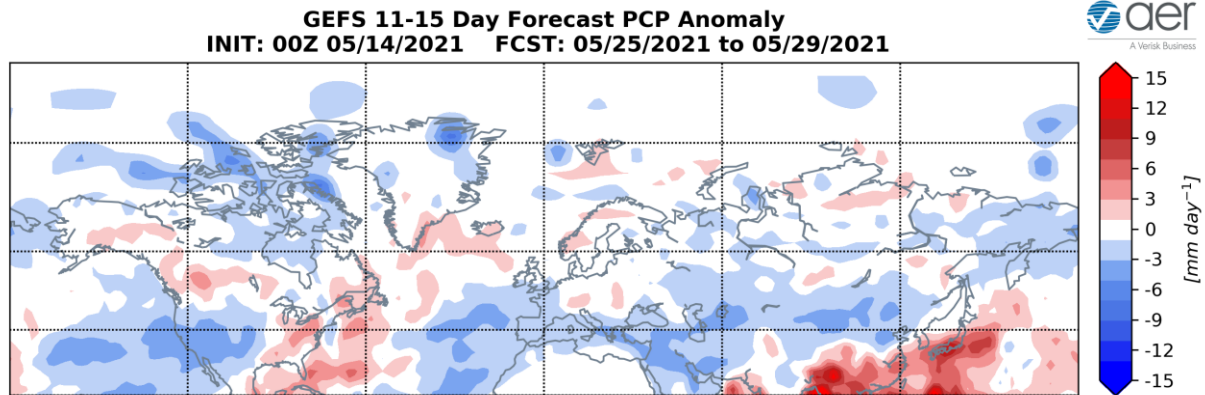 GEFS 11-15 Day Forecast PCP Anomaly
INIT: 00Z 05/14/2021    FCST: 05/25/2021 to 05/29/2021
aer
A Verisk Business
15
12
9
6
3
0
-3
-6
-9
-12
-15
[mm day⁻¹]